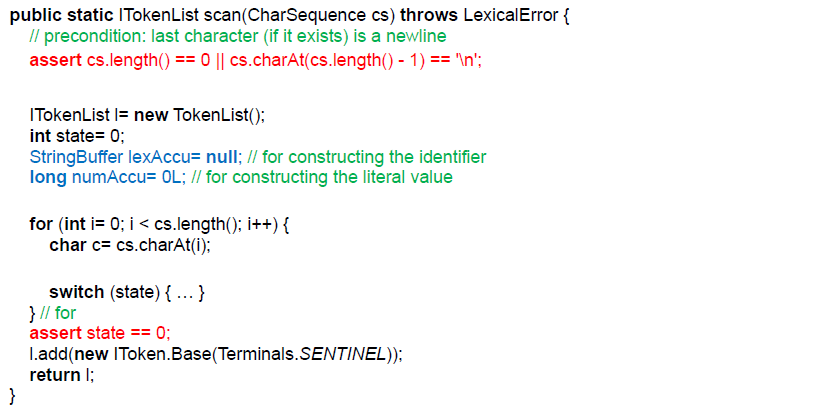 public static ITokenList scan(CharSequence cs) throws LexicalError {
// precondition: last character (if it exists) is a newline
assert cs.length() == 0 || cs.charAt(cs.length() - 1) == '\n';
ITokenList l= new TokenList();
int state= 0;
StringBuffer lexAccu= null; // for constructing the identifier
long numAccu= 0L; // for constructing the literal value
for (int i= 0; i < cs.length(); i++) {
char c= cs.charAt(i);
switch (state) { … }
} // for
assert state == 0;
l.add(new IToken.Base(Terminals.SENTINEL));
return l;
}